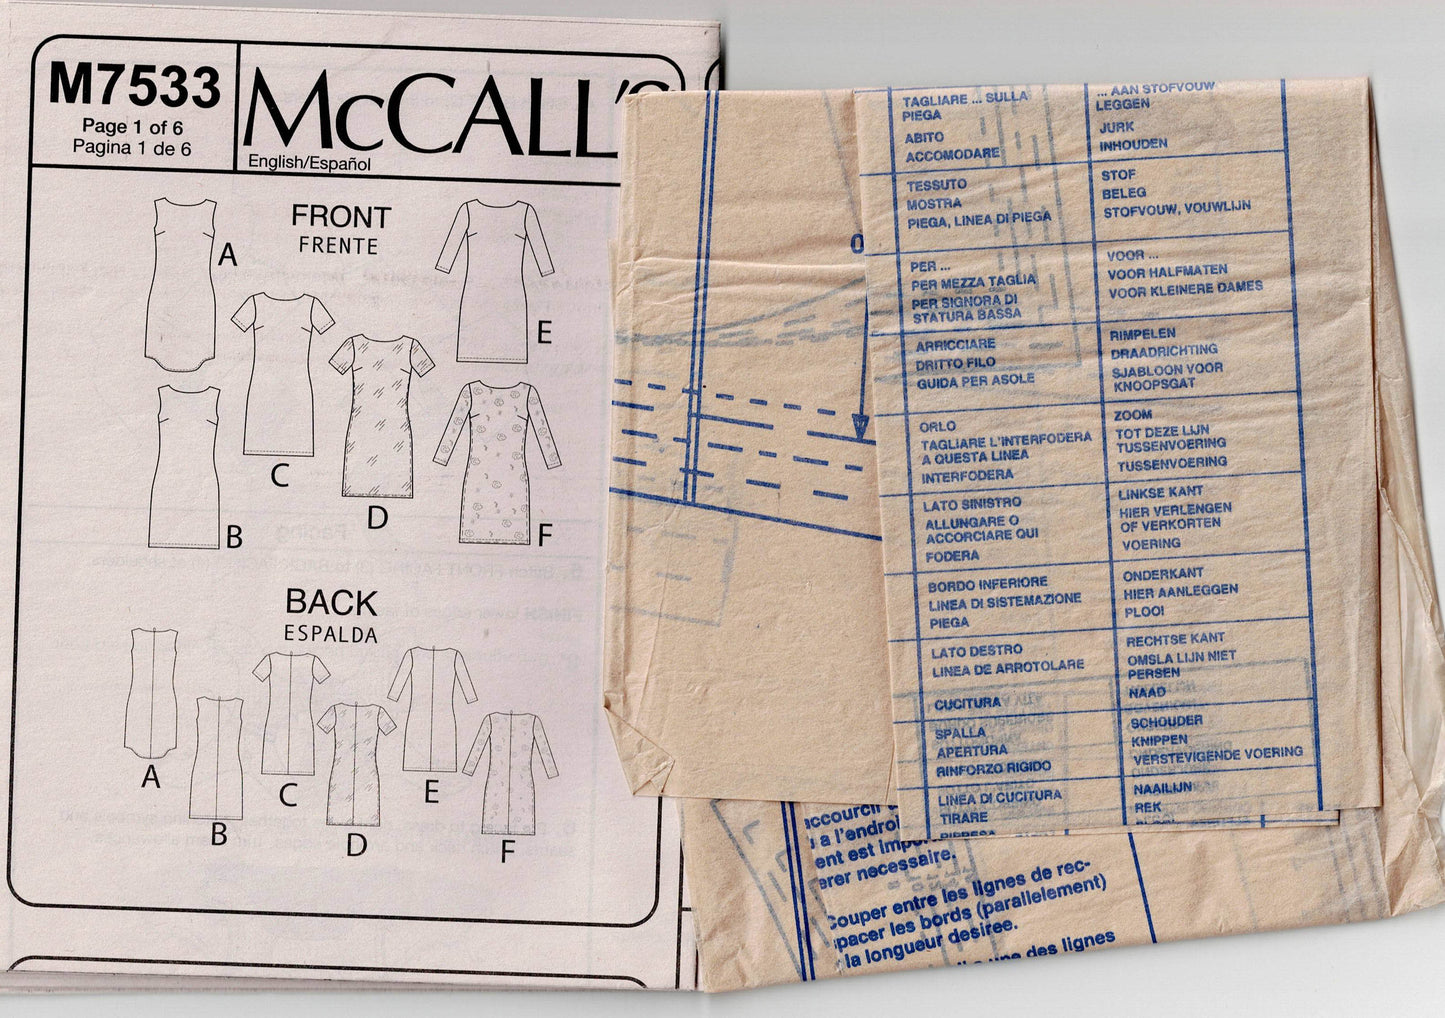 M7533
Page 1 of 6
Pagina 1 de 6
McCALL'S
English/Español
FRONT
FRENTE
A
B
C
D
E
F
BACK
ESPALDA
A
B
C
D
E
F
TAGLIARE ... SULLA
PIEGA
ABITO
ACCOMODARE
TESSUTO
MOSTRA
PIEGA, LINEA DI PIEGA
PER ...
PER MEZZA TAGLIA
PER SIGNORA DI
STATURA BASSA
ARRICCIARE
DRITTO FILO
GUIDA PER ASOLE
ORLO
TAGLIARE L'INTERFODERA
A QUESTA LINEA
INTERFODERA
LATO SINISTRO
ALLUNGARE O
ACCORCIARE QUI
FODERA
BORDO INFERIORE
LINEA DI SISTEMAZIONE
PIEGA
LATO DESTRO
LINEA DE ARROTOLARE
CUCITURA
SPALLA
APERTURA
RINFORZO RIGIDO
LINEA DI CUCITURA
TIRARE
... AAN STOFVOUW
LEGGEN
JURK
INHOUDEN
STOF
BELEG
STOFVOUW, VOUWLIJN
VOOR ...
VOOR HALFMATEN
VOOR KLEINERE DAMES
RIMPELEN
DRAADRICHTING
SJABLOON VOOR
KNOOPSGAT
ZOOM
TOT DEZE LIJN
TUSSENVOERING
TUSSENVOERING
LINKSE KANT
HIER VERLENGEN
OF VERKORTEN
VOERING
ONDERKANT
HIER AANLEGGEN
PLOOI
RECHTSE KANT
OMSLA LIJN NIET
PERSEN
NAAD
SCHOUDER
KNIPPEN
VERSTEVIGENDE VOERING
NAAILIJN
REK
a l'endroi
ent est
erer necessaire.
Couper entre les lignes de rec-
pacer les bords (parallelement)
la longueur desiree.
une des lignes